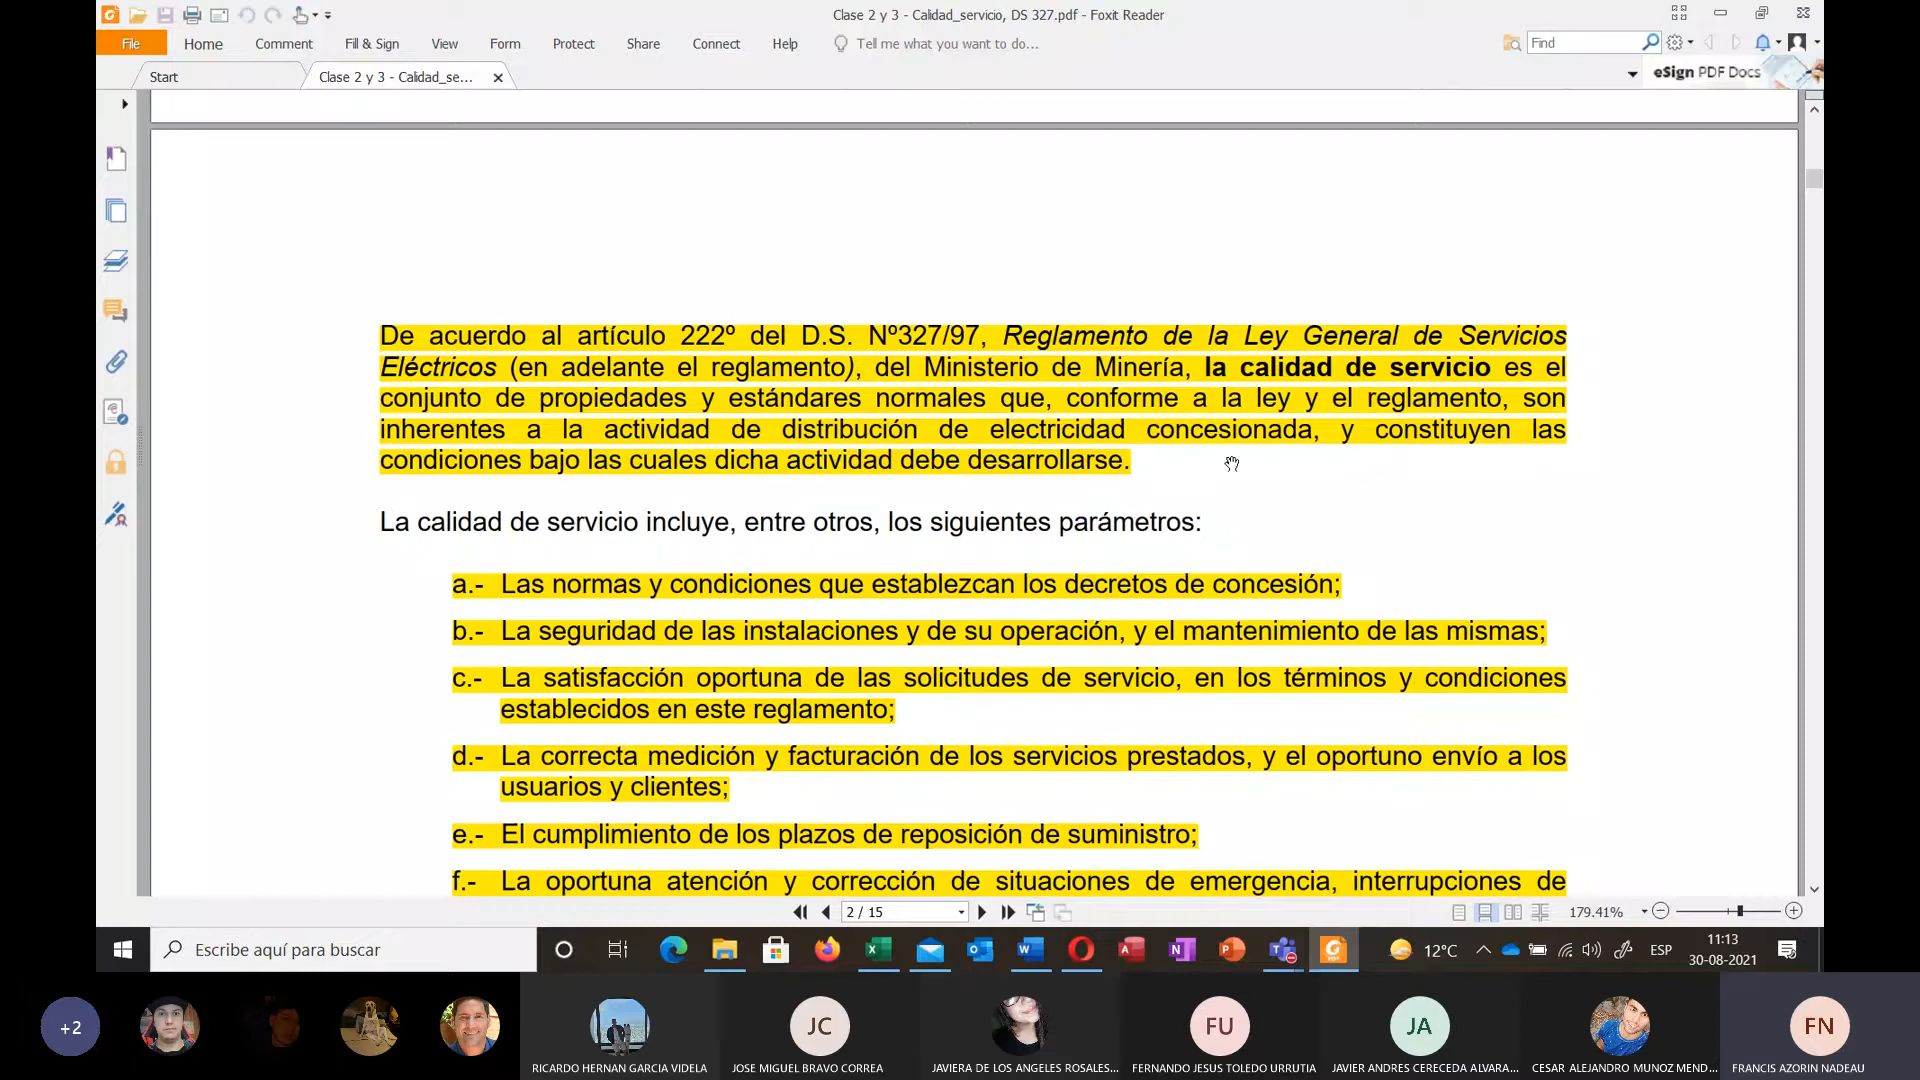 Clase 2 y 3 - Calidad_servicio, DS 327.pdf - Foxit Reader
File Home Comment Fill & Sign View Form Protect Share Connect Help Tell me what you want to do... Find
Start Clase 2 y 3 - Calidad_se... eSign PDF Docs
De acuerdo al artículo 222º del D.S. Nº327/97, Reglamento de la Ley General de Servicios
Eléctricos (en adelante el reglamento), del Ministerio de Minería, la calidad de servicio es el
conjunto de propiedades y estándares normales que, conforme a la ley y el reglamento, son
inherentes a la actividad de distribución de electricidad concesionada, y constituyen las
condiciones bajo las cuales dicha actividad debe desarrollarse.
La calidad de servicio incluye, entre otros, los siguientes parámetros:
a.- Las normas y condiciones que establezcan los decretos de concesión;
b.- La seguridad de las instalaciones y de su operación, y el mantenimiento de las mismas;
c.- La satisfacción oportuna de las solicitudes de servicio, en los términos y condiciones
establecidos en este reglamento;
d.- La correcta medición y facturación de los servicios prestados, y el oportuno envío a los
usuarios y clientes;
e.- El cumplimiento de los plazos de reposición de suministro;
f.- La oportuna atención y corrección de situaciones de emergencia, interrupciones de
2 / 15 179.41%
Escribe aquí para buscar 12°C ESP 11:13
30-08-2021
+2 JC FU JA FN
RICARDO HERNAN GARCIA VIDELA JOSE MIGUEL BRAVO CORREA JAVIERA DE LOS ANGELES ROSALES... FERNANDO JESUS TOLEDO URRUTIA JAVIER ANDRES CERECEDA ALVARA... CESAR ALEJANDRO MUNOZ MEND... FRANCIS AZORIN NADEAU